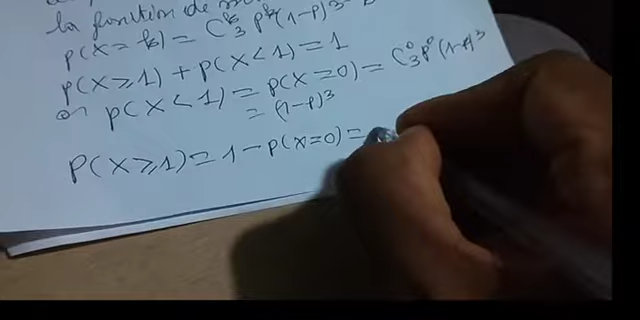 la fonction de
P(X = k) = C₃ᵏ Pᵏ (1-P)³⁻ᵏ
P(X ≥ 1) + P(X < 1) = 1
or P(X < 1) = P(X = 0) = C₃⁰ P⁰ (1-P)³
= (1-P)³
P(X ≥ 1) = 1 - P(X = 0) =